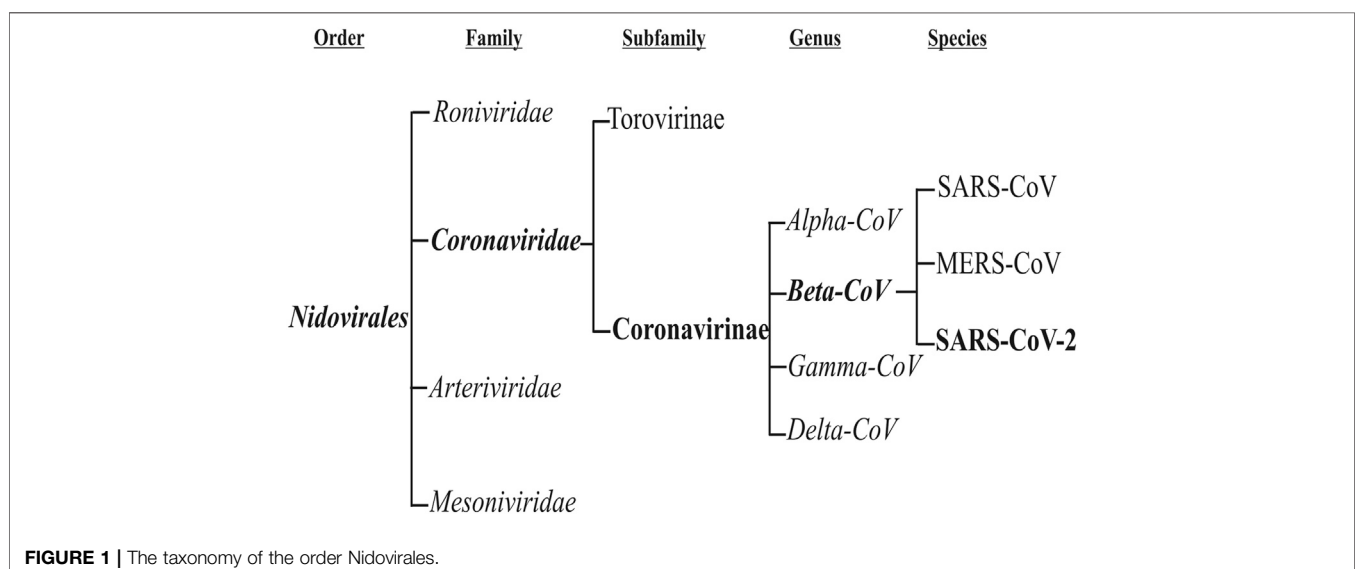 Order Family Subfamily Genus Species
Roniviridae
Torovirinae
SARS-CoV
Alpha-CoV
Coronaviridae
MERS-CoV
Beta-CoV
Nidovirales
Coronavirinae
SARS-CoV-2
Gamma-CoV
Arteriviridae
Delta-CoV
Mesoniviridae
FIGURE 1 | The taxonomy of the order Nidovirales.